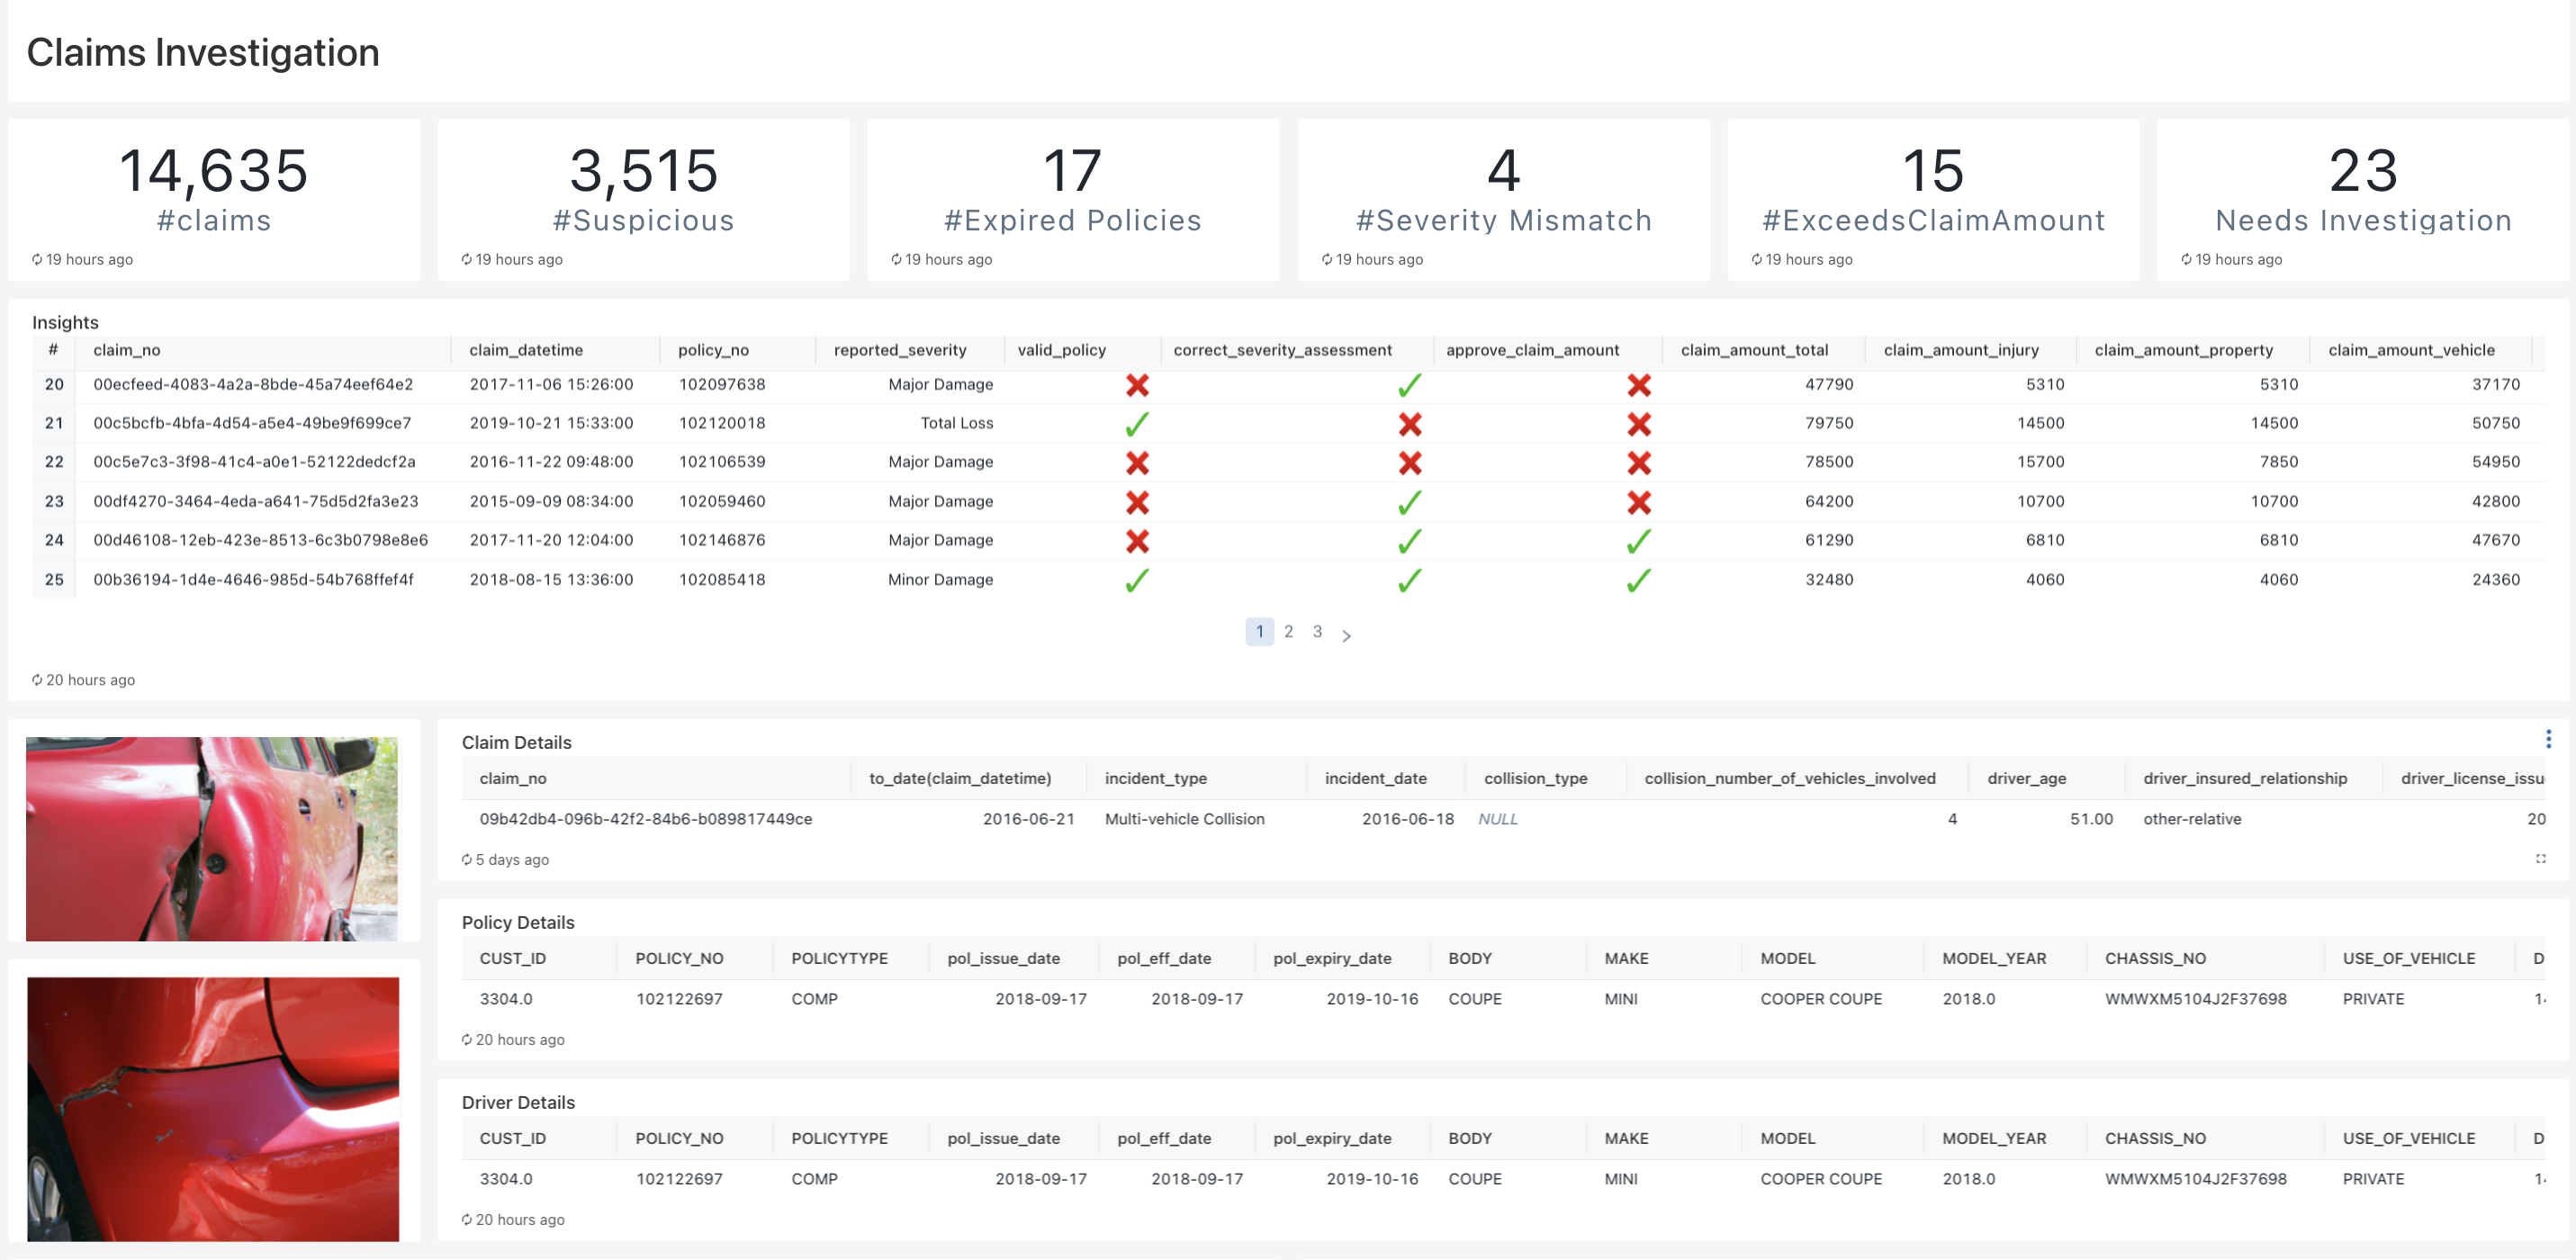 Claims Investigation
14,635 3,515 17 4 15 23
#claims #Suspicious #Expired Policies #Severity Mismatch #ExceedsClaimAmount Needs Investigation
19 hours ago 19 hours ago 19 hours ago 19 hours ago 19 hours ago 19 hours ago
Insights
# claim_no claim_datetime policy_no reported_severity valid_policy correct_severity_assessment approve_claim_amount claim_amount_total claim_amount_injury claim_amount_property claim_amount_vehicle
20 00ecfeed-4083-4a2a-8bde-45a74eef64e2 2017-11-06 15:26:00 102097638 Major Damage ❌ ✓ ❌ 47790 5310 5310 37170
21 00c5bcfb-4bfa-4d54-a5e4-49be9f699ce7 2019-10-21 15:33:00 102120018 Total Loss ✓ ❌ ❌ 79750 14500 14500 50750
22 00c5e7c3-3f98-41c4-a0e1-52122dedcf2a 2016-11-22 09:48:00 102106539 Major Damage ❌ ❌ ❌ 78500 15700 7850 54950
23 00df4270-3464-4eda-a641-75d5d2fa3e23 2015-09-09 08:34:00 102059460 Major Damage ❌ ✓ ❌ 64200 10700 10700 42800
24 00d46108-12eb-423e-8513-6c3b0798e8e6 2017-11-20 12:04:00 102146876 Major Damage ❌ ✓ ✓ 61290 6810 6810 47670
25 00b36194-1d4e-4646-985d-54b768ffef4f 2018-08-15 13:36:00 102085418 Minor Damage ✓ ✓ ✓ 32480 4060 4060 24360
1 2 3 >
20 hours ago
Claim Details
claim_no to_date(claim_datetime) incident_type incident_date collision_type collision_number_of_vehicles_involved driver_age driver_insured_relationship driver_license_issu
09b42db4-096b-42f2-84b6-b089817449ce 2016-06-21 Multi-vehicle Collision 2016-06-18 NULL 4 51.00 other-relative 20
5 days ago
Policy Details
CUST_ID POLICY_NO POLICYTYPE pol_issue_date pol_eff_date pol_expiry_date BODY MAKE MODEL MODEL_YEAR CHASSIS_NO USE_OF_VEHICLE D
3304.0 102122697 COMP 2018-09-17 2018-09-17 2019-10-16 COUPE MINI COOPER COUPE 2018.0 WMWXM5104J2F37698 PRIVATE
20 hours ago
Driver Details
CUST_ID POLICY_NO POLICYTYPE pol_issue_date pol_eff_date pol_expiry_date BODY MAKE MODEL MODEL_YEAR CHASSIS_NO USE_OF_VEHICLE D
3304.0 102122697 COMP 2018-09-17 2018-09-17 2019-10-16 COUPE MINI COOPER COUPE 2018.0 WMWXM5104J2F37698 PRIVATE
20 hours ago